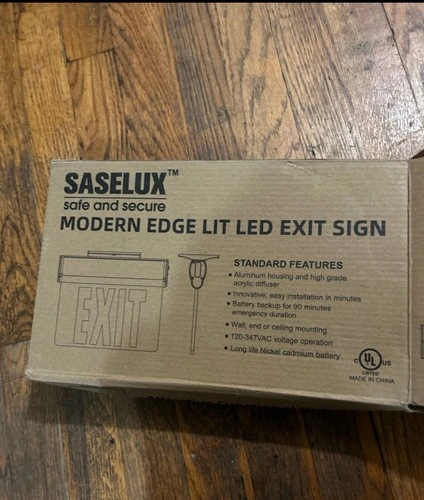 SASELUX™
safe and secure
MODERN EDGE LIT LED EXIT SIGN
EXIT
STANDARD FEATURES
• Aluminum housing and high grade
acrylic diffuser
• Innovative, easy installation in minutes
• Battery backup for 90 minutes
emergency duration
• Wall, end or ceiling mounting
• 120-347VAC voltage operation
• Long life Nickel cadmium battery
C UL US
LISTED
MADE IN CHINA